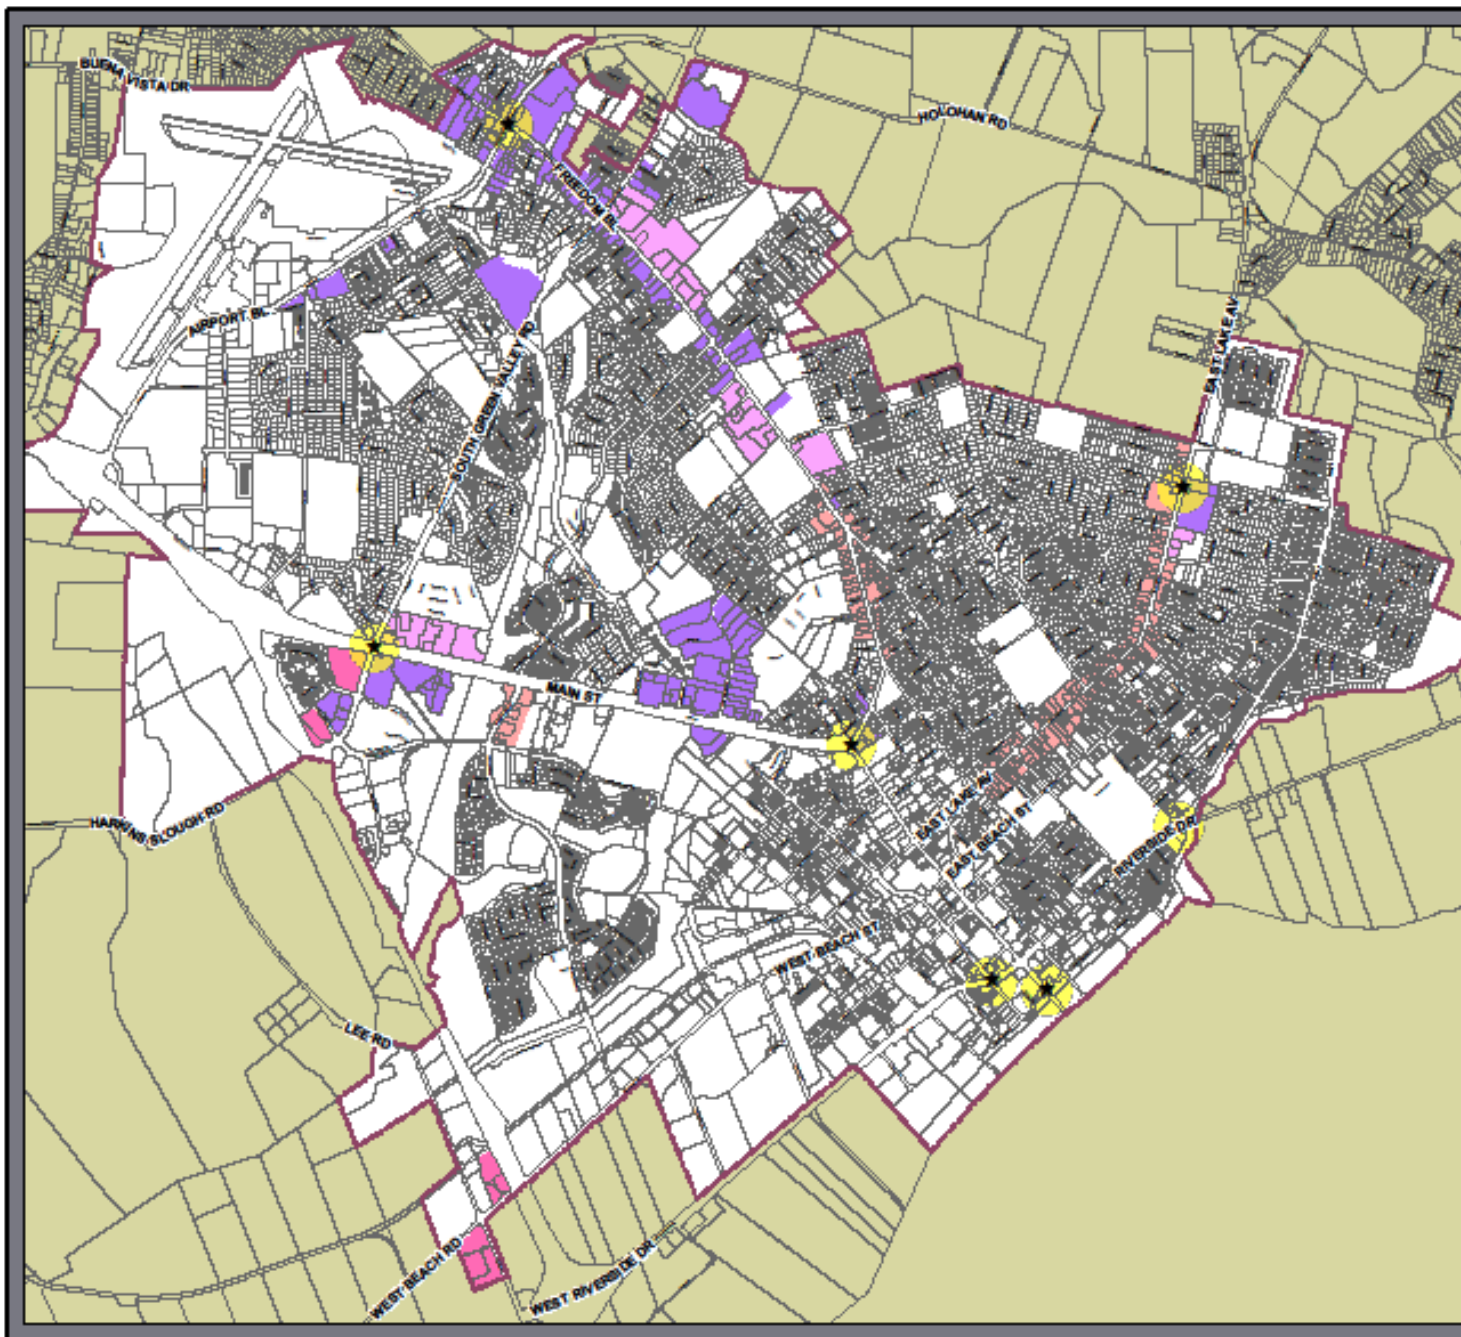 BUENA VISTA DR
HOLOHAN RD
FREEDOM BL
AIRPORT BL
EAST LAKE AV
SOUTH GREEN VALLEY RD
MAIN ST
EAST LAKE AV
EAST BEACH ST
RIVERSIDE DR
HARKINS SLOUGH RD
WEST BEACH ST
LEE RD
WEST BEACH RD
WEST RIVERSIDE DR